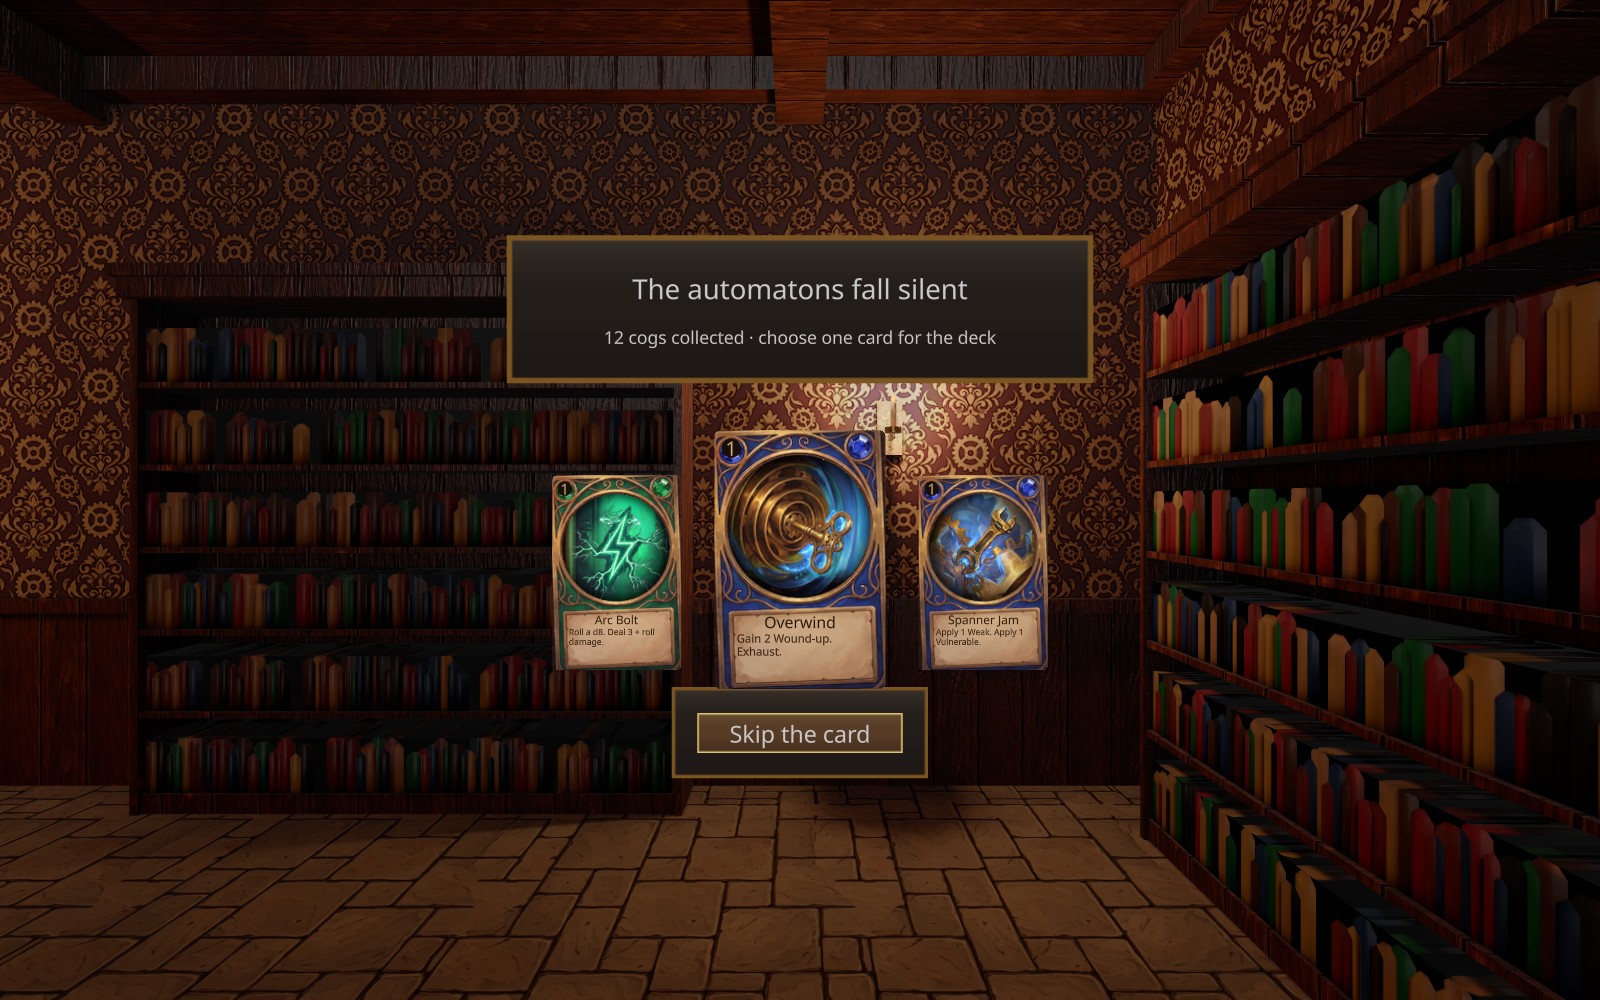 The automatons fall silent
12 cogs collected · choose one card for the deck
1
Arc Bolt
Roll a d8. Deal 3 + roll
damage.
1
Overwind
Gain 2 Wound-up.
Exhaust.
1
Spanner Jam
Apply 1 Weak. Apply 1
Vulnerable.
Skip the card